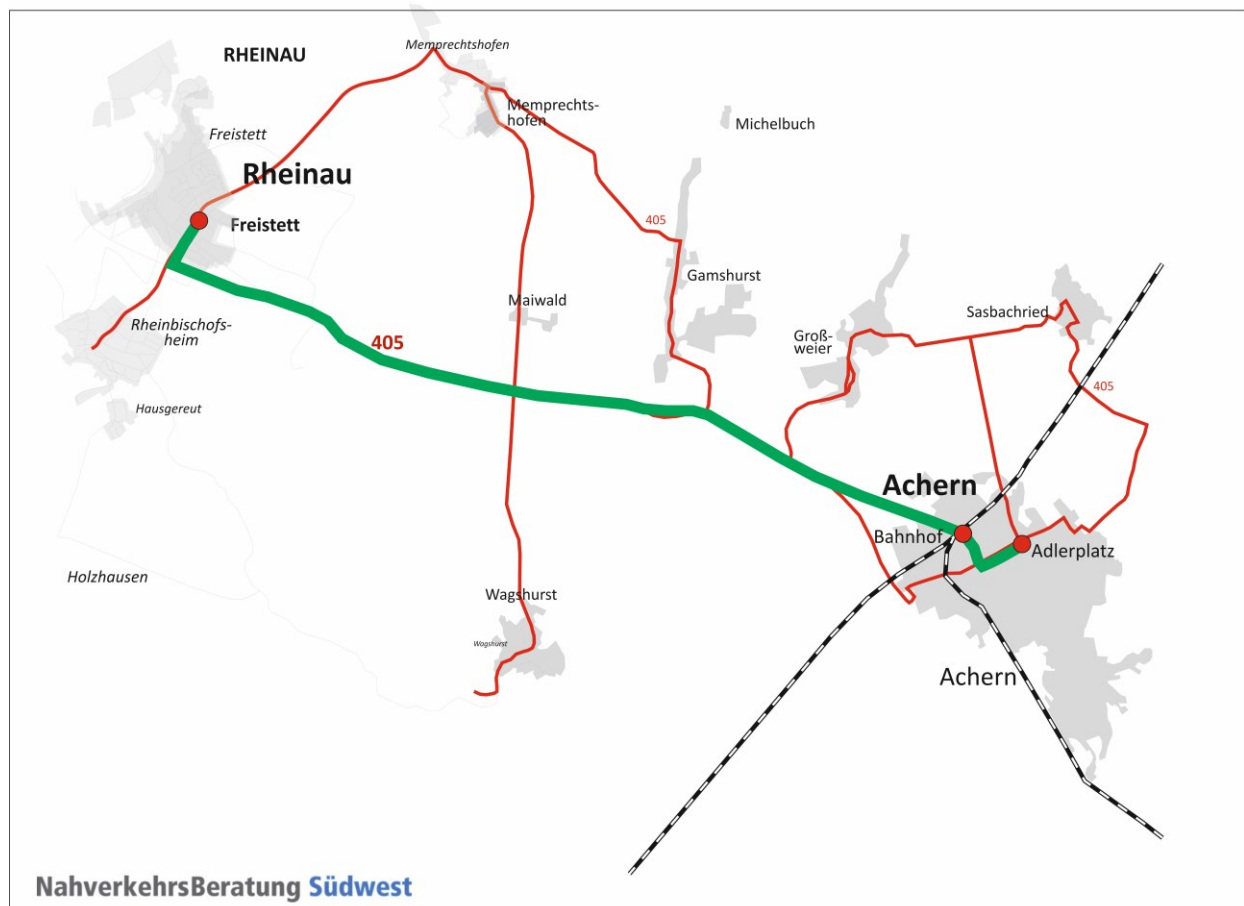 Memprechtshofen
RHEINAU
Memprechts-
hofen
Michelbuch
Freistett
Rheinau
Freistett
405
Gamshurst
Maiwald
Sasbachried
Rheinbischofs-
heim
405
Groß-
weier
405
Hausgereut
Achern
Bahnhof
Adlerplatz
Holzhausen
Wagshurst
Wagshurst
Achern
NahverkehrsBeratung Südwest